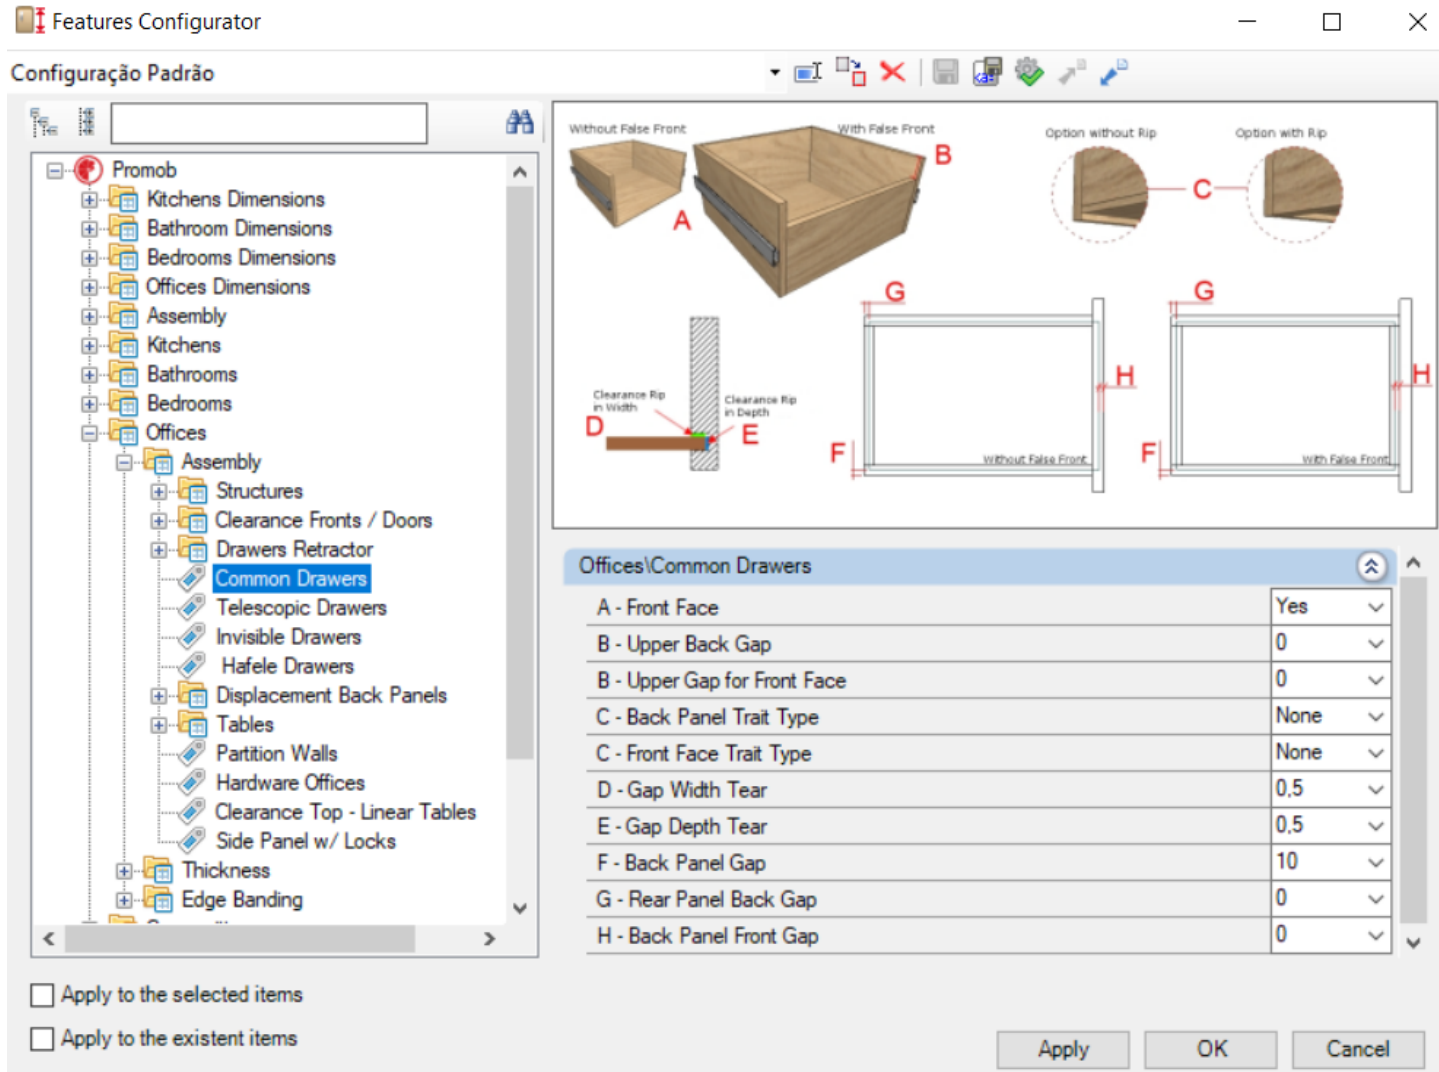 Features Configurator
Configuração Padrão
Promob
Kitchens Dimensions
Bathroom Dimensions
Bedrooms Dimensions
Offices Dimensions
Assembly
Kitchens
Bathrooms
Bedrooms
Offices
Assembly
Structures
Clearance Fronts / Doors
Drawers Retractor
Common Drawers
Telescopic Drawers
Invisible Drawers
Hafele Drawers
Displacement Back Panels
Tables
Partition Walls
Hardware Offices
Clearance Top - Linear Tables
Side Panel w/ Locks
Thickness
Edge Banding
Without False Front
With False Front
B
A
Option without Rip
Option with Rip
C
Clearance Rip
in Width
Clearance Rip
in Depth
D
E
G
H
F
Without False Front
G
H
F
With False Front
Offices\Common Drawers
A - Front Face Yes
B - Upper Back Gap 0
B - Upper Gap for Front Face 0
C - Back Panel Trait Type None
C - Front Face Trait Type None
D - Gap Width Tear 0,5
E - Gap Depth Tear 0,5
F - Back Panel Gap 10
G - Rear Panel Back Gap 0
H - Back Panel Front Gap 0
Apply to the selected items
Apply to the existent items
Apply OK Cancel